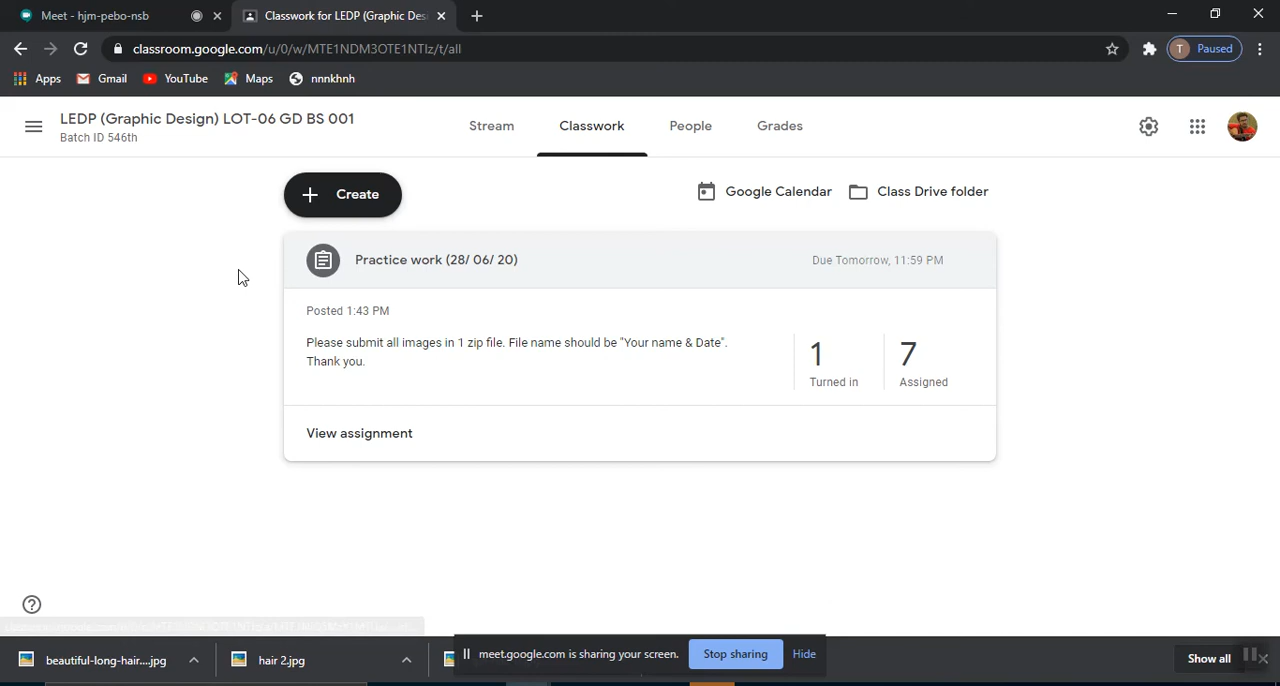 Meet - hjm-pebo-nsb
Classwork for LEDP (Graphic Des
classroom.google.com/u/0/w/MTE1NDM3OTE1NTIz/t/all
T Paused
Apps Gmail YouTube Maps nnnkhnh
LEDP (Graphic Design) LOT-06 GD BS 001
Batch ID 546th
Stream Classwork People Grades
Create
Google Calendar Class Drive folder
Practice work (28/ 06/ 20) Due Tomorrow, 11:59 PM
Posted 1:43 PM
Please submit all images in 1 zip file. File name should be "Your name & Date".
Thank you.
1 7
Turned in Assigned
View assignment
beautiful-long-hair....jpg hair 2.jpg
meet.google.com is sharing your screen. Stop sharing Hide
Show all